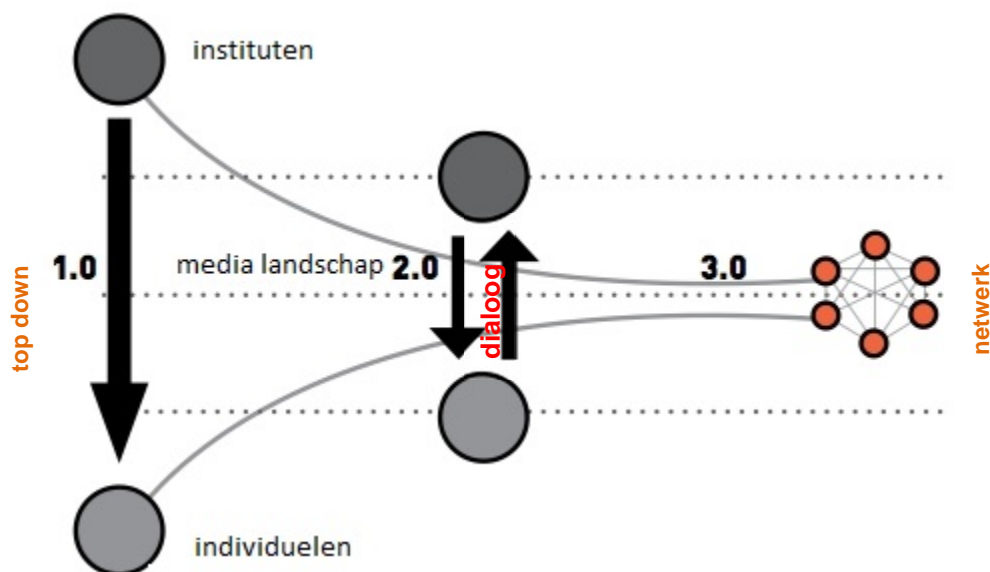 instituten
top down
1.0
media landschap
2.0
dialoog
3.0
netwerk
individuelen